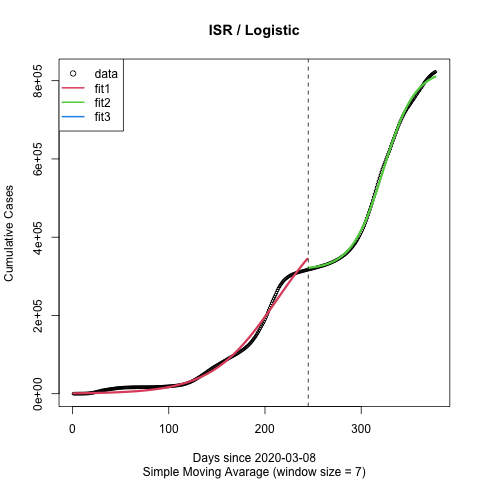 ISR / Logistic
data
fit1
fit2
fit3
Cumulative Cases
0e+00
2e+05
4e+05
6e+05
8e+05
0
100
200
300
Days since 2020-03-08
Simple Moving Avarage (window size = 7)